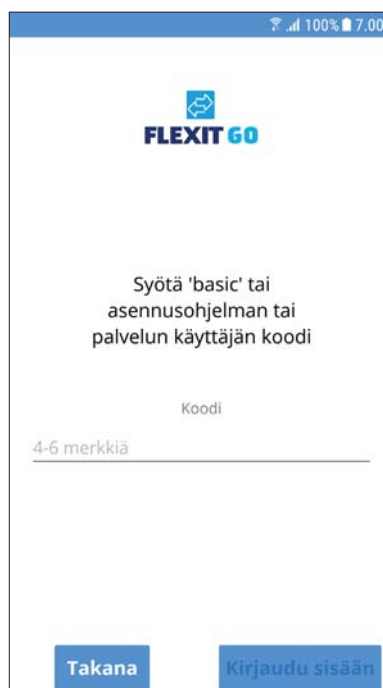 100% 7.00
FLEXIT GO
Syötä 'basic' tai
asennusohjelman tai
palvelun käyttäjän koodi
Koodi
4-6 merkkiä
Takana
Kirjaudu sisään